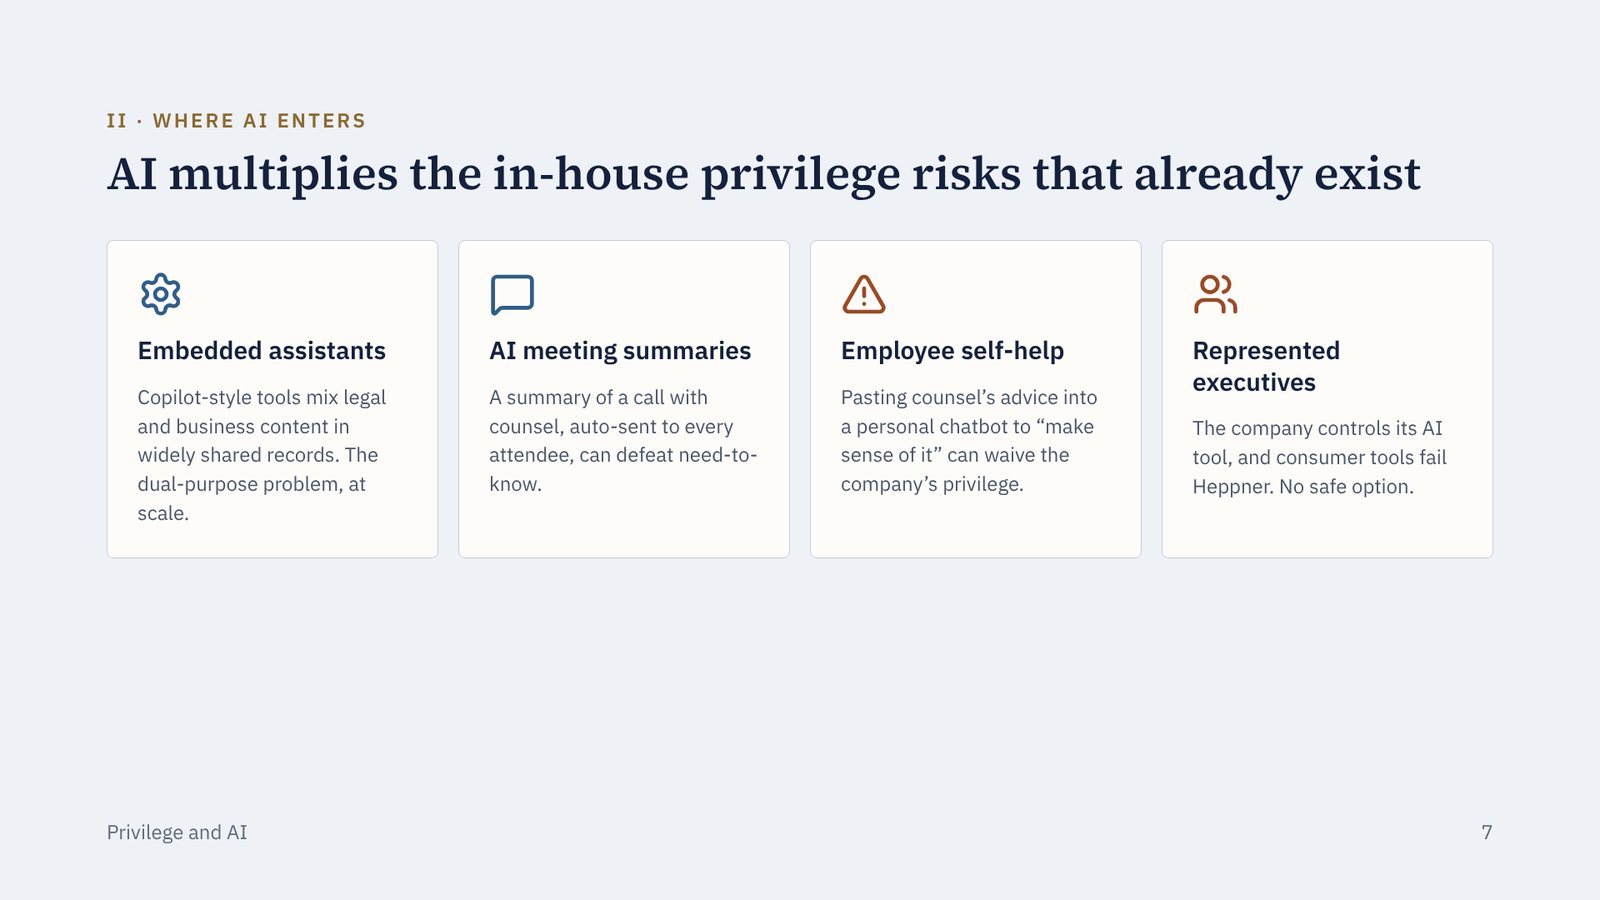 II · WHERE AI ENTERS
AI multiplies the in-house privilege risks that already exist
Embedded assistants
Copilot-style tools mix legal
and business content in
widely shared records. The
dual-purpose problem, at
scale.
AI meeting summaries
A summary of a call with
counsel, auto-sent to every
attendee, can defeat need-to-
know.
Employee self-help
Pasting counsel’s advice into
a personal chatbot to “make
sense of it” can waive the
company’s privilege.
Represented
executives
The company controls its AI
tool, and consumer tools fail
Heppner. No safe option.
Privilege and AI
7